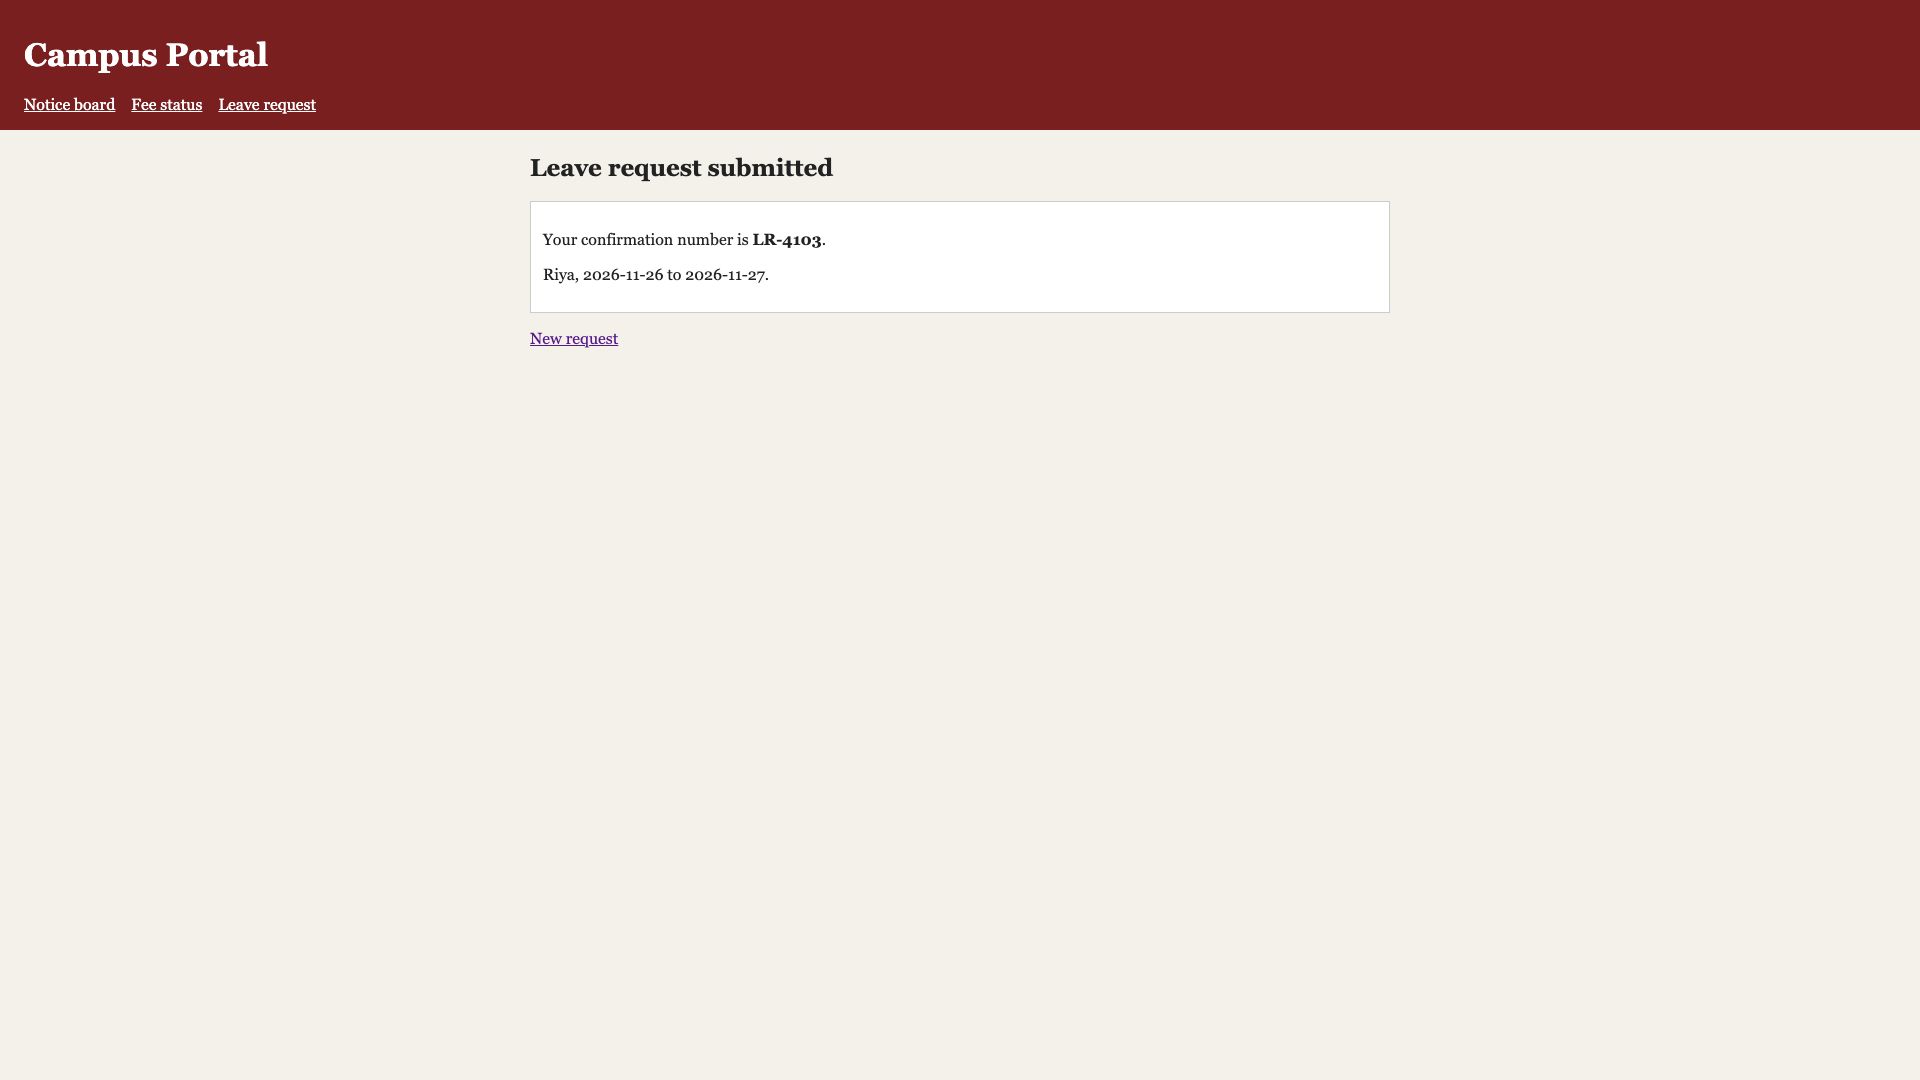 Campus Portal
Notice board Fee status Leave request
Leave request submitted
Your confirmation number is LR-4103.
Riya, 2026-11-26 to 2026-11-27.
New request